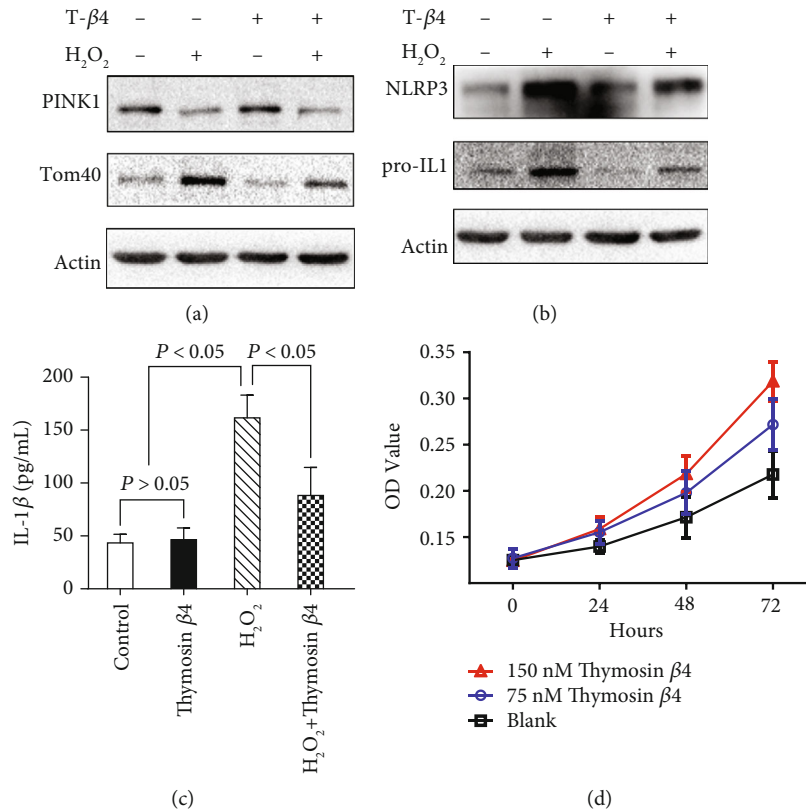 T-β4 – – + +
H₂O₂ – + – +
PINK1
Tom40
Actin
(a)
T-β4 – – + +
H₂O₂ – + – +
NLRP3
pro-IL1
Actin
(b)
P < 0.05 P < 0.05
P > 0.05
IL-1β (pg/mL)
200
150
100
50
0
Control
Thymosin β4
H₂O₂
H₂O₂+Thymosin β4
(c)
OD Value
0.35
0.30
0.25
0.20
0.15
0 24 48 72
Hours
150 nM Thymosin β4
75 nM Thymosin β4
Blank
(d)